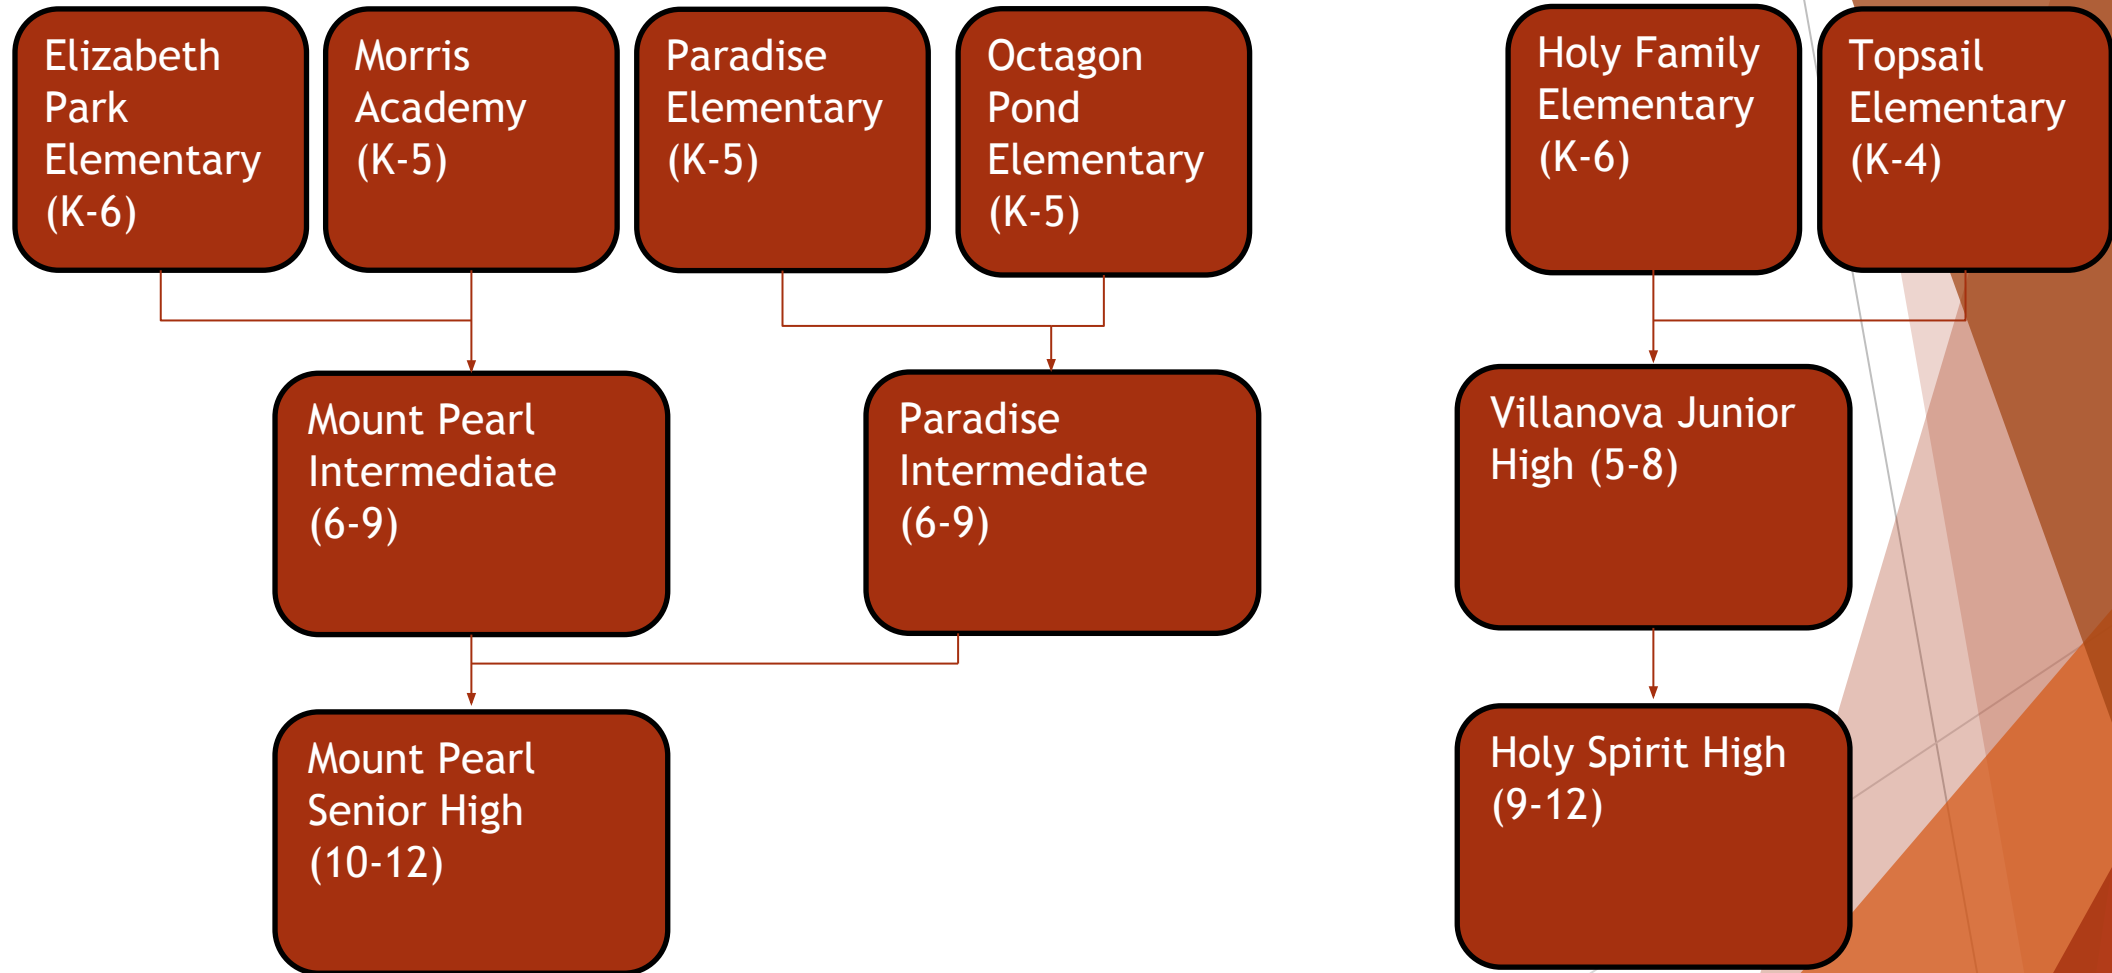 Elizabeth
Park
Elementary
(K-6)
Morris
Academy
(K-5)
Paradise
Elementary
(K-5)
Octagon
Pond
Elementary
(K-5)
Holy Family
Elementary
(K-6)
Topsail
Elementary
(K-4)
Mount Pearl
Intermediate
(6-9)
Paradise
Intermediate
(6-9)
Villanova Junior
High (5-8)
Mount Pearl
Senior High
(10-12)
Holy Spirit High
(9-12)